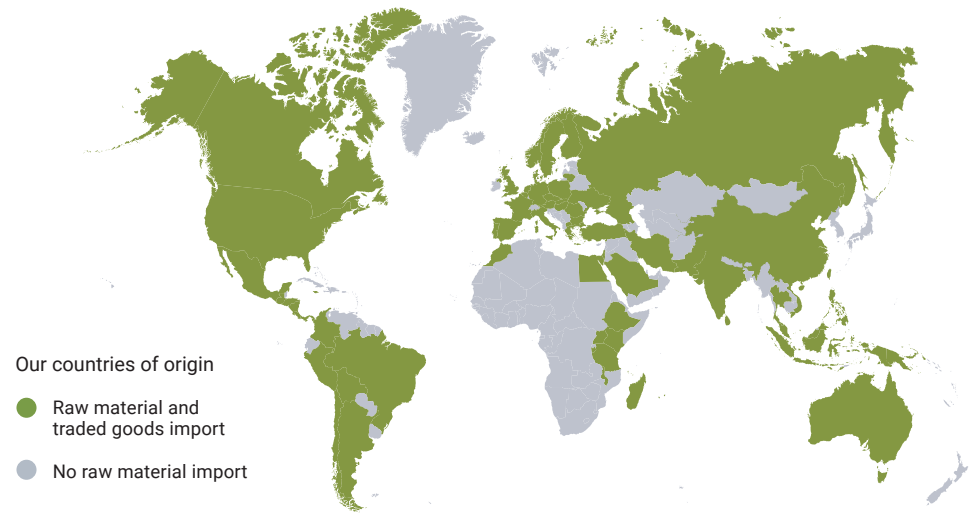 Our countries of origin
Raw material and
traded goods import
No raw material import